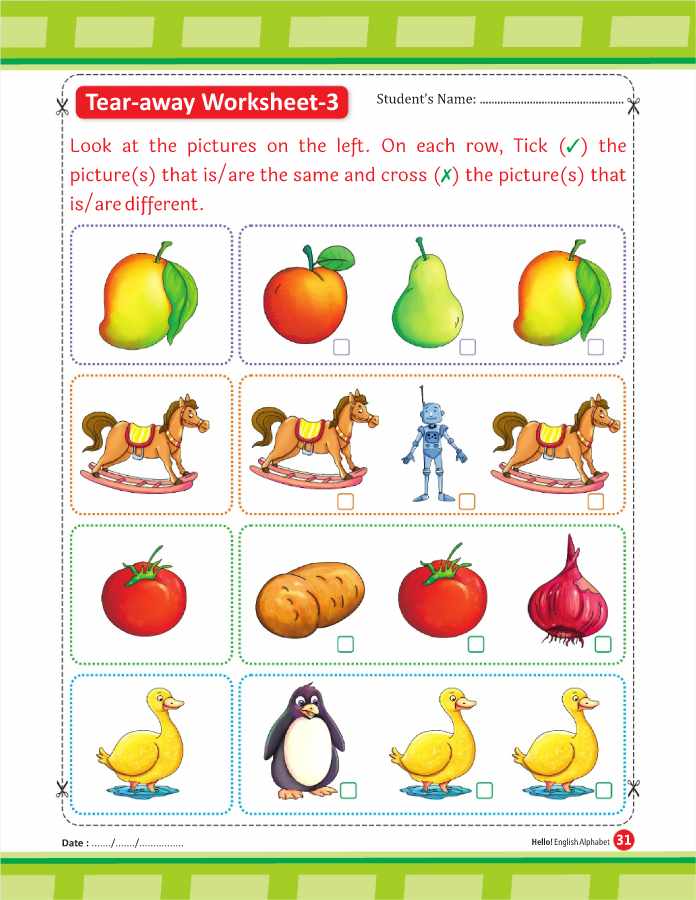 Tear-away Worksheet-3
Student's Name: ............................................
Look at the pictures on the left. On each row, Tick (✓) the
picture(s) that is/are the same and cross (✗) the picture(s) that
is/are different.
Date : ......./......./................
Hello! English Alphabet 31